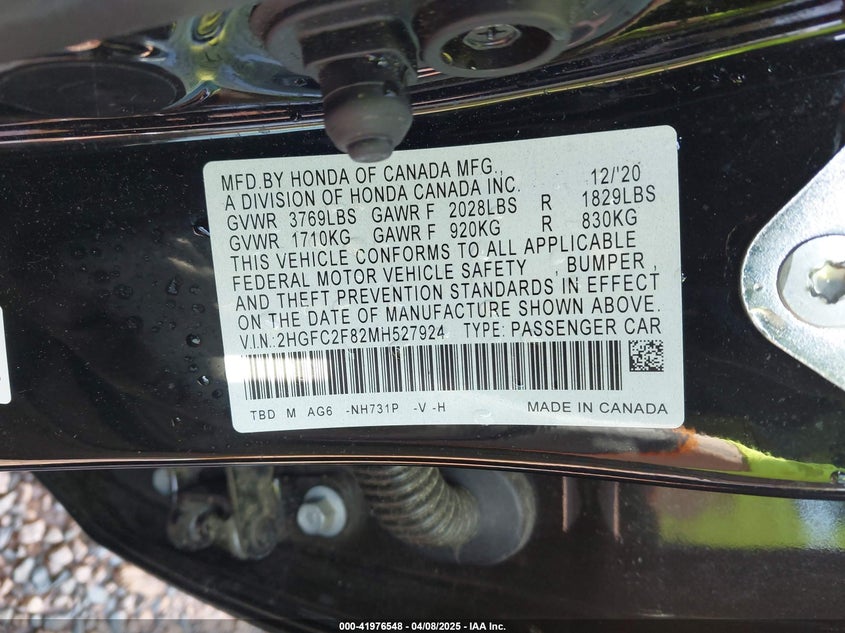 MFD.BY HONDA OF CANADA MFG., 12/'20
A DIVISION OF HONDA CANADA INC.
GVWR 3769LBS GAWR F 2028LBS R 1829LBS
GVWR 1710KG GAWR F 920KG R 830KG
THIS VEHICLE CONFORMS TO ALL APPLICABLE
FEDERAL MOTOR VEHICLE SAFETY , BUMPER ,
AND THEFT PREVENTION STANDARDS IN EFFECT
ON THE DATE OF MANUFACTURE SHOWN ABOVE.
V.I.N.:2HGFC2F82MH527924 TYPE: PASSENGER CAR
TBD M AG6 -NH731P -V -H MADE IN CANADA
000-41976548 - 04/08/2025 - IAA Inc.